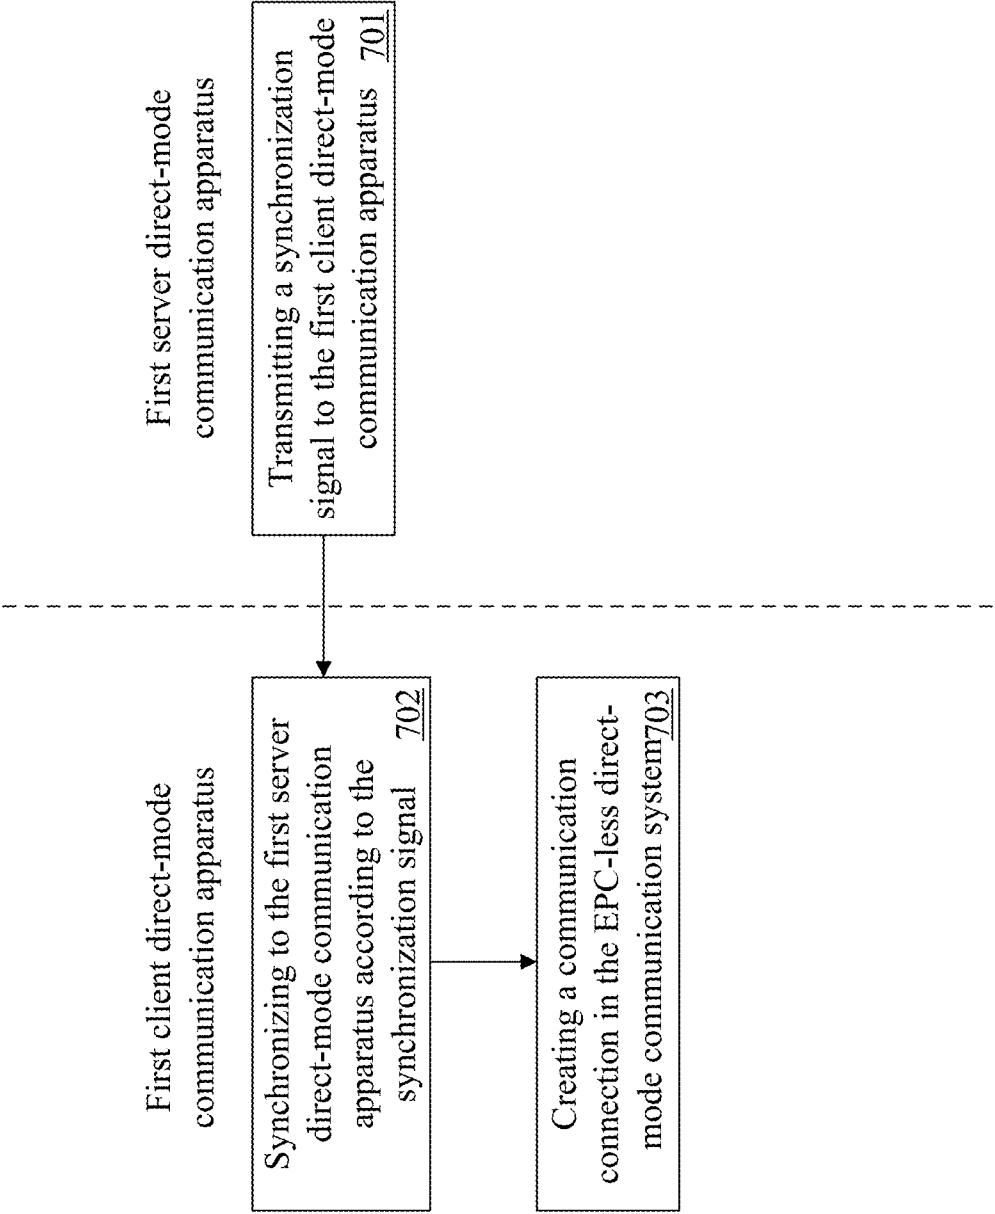 First client direct-mode
communication apparatus
First server direct-mode
communication apparatus
Transmitting a synchronization
signal to the first client direct-mode
communication apparatus 701
Synchronizing to the first server
direct-mode communication
apparatus according to the
synchronization signal
702
Creating a communication
connection in the EPC-less direct-
mode communication system703